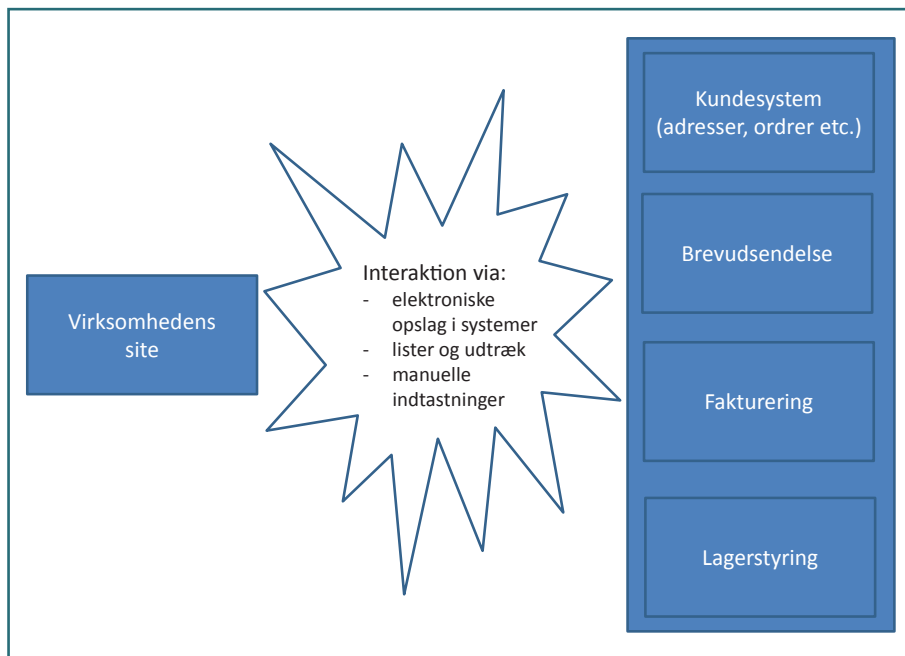 Virksomhedens
site
Interaktion via:
- elektroniske
opslag i systemer
- lister og udtræk
- manuelle
indtastninger
Kundesystem
(adresser, ordrer etc.)
Brevudsendelse
Fakturering
Lagerstyring